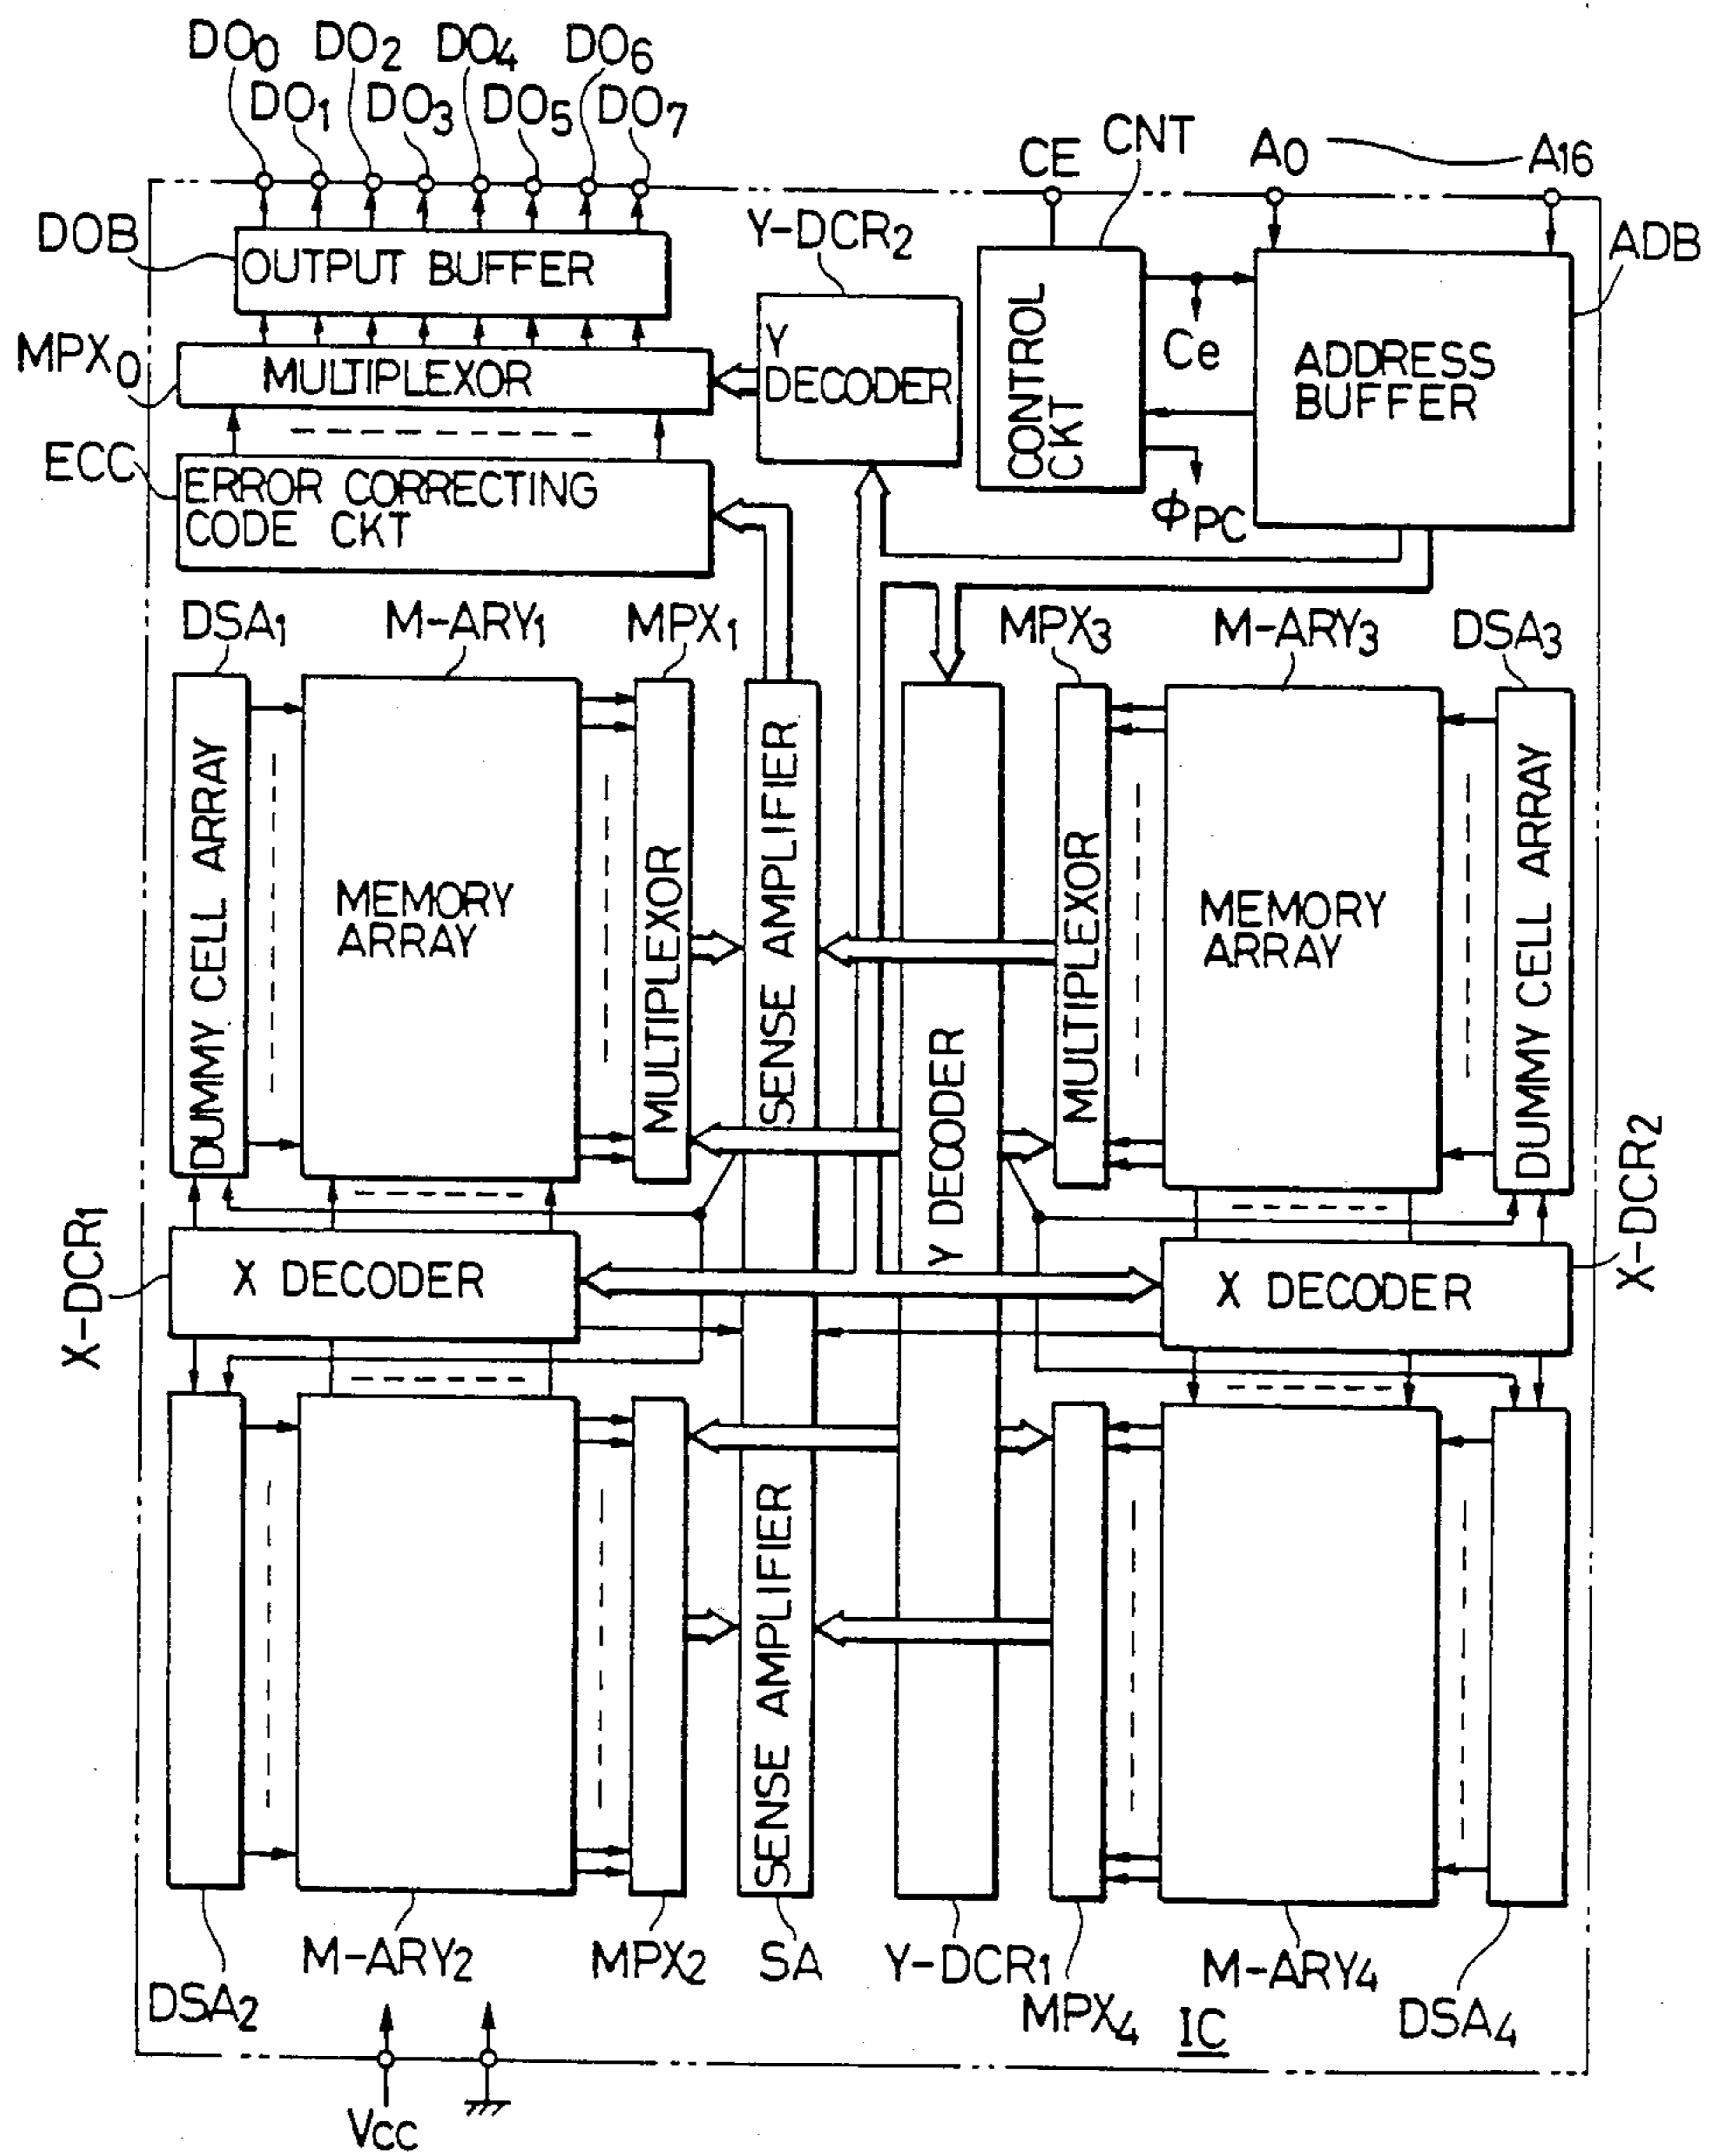 DO0 DO2 DO4 DO6
DO1 DO3 DO5 DO7
CE CNT A0 A16
DOB
OUTPUT BUFFER
Y-DCR2
ADB
MPX0
MULTIPLEXOR
Y
DECODER
CONTROL
CKT
Ce
ADDRESS
BUFFER
ECC
ERROR CORRECTING
CODE CKT
ΦPC
DSA1 M-ARY1 MPX1 MPX3 M-ARY3 DSA3
DUMMY CELL ARRAY
MEMORY
ARRAY
MULTIPLEXOR
SENSE AMPLIFIER
Y DECODER
MULTIPLEXOR
MEMORY
ARRAY
DUMMY CELL ARRAY
X-DCR1
X DECODER
X DECODER
X-DCR2
SENSE AMPLIFIER
DSA2
M-ARY2
MPX2
SA
Y-DCR1
MPX4
M-ARY4
IC
DSA4
VCC